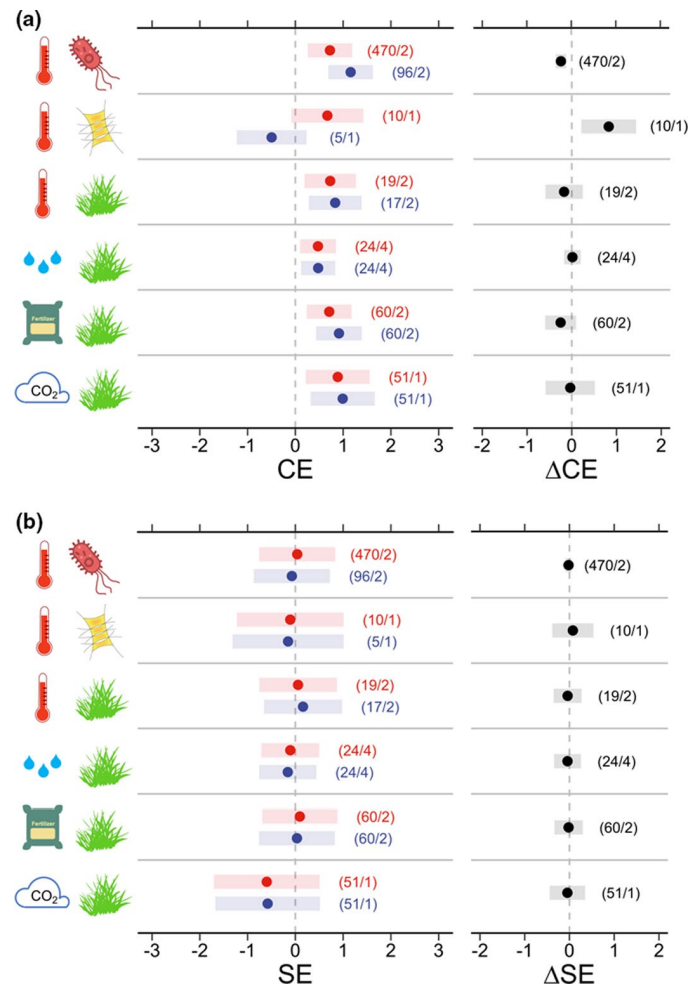 (a)
(470/2) (470/2)
(96/2)
(10/1) (10/1)
(5/1)
(19/2) (19/2)
(17/2)
(24/4) (24/4)
(24/4)
Fertilizer (60/2) (60/2)
(60/2)
CO2 (51/1) (51/1)
(51/1)
-3 -2 -1 0 1 2 3 -2 -1 0 1 2
CE ΔCE
(b)
(470/2) (470/2)
(96/2)
(10/1) (10/1)
(5/1)
(19/2) (19/2)
(17/2)
(24/4) (24/4)
(24/4)
Fertilizer (60/2) (60/2)
(60/2)
CO2 (51/1) (51/1)
(51/1)
-3 -2 -1 0 1 2 3 -2 -1 0 1 2
SE ΔSE